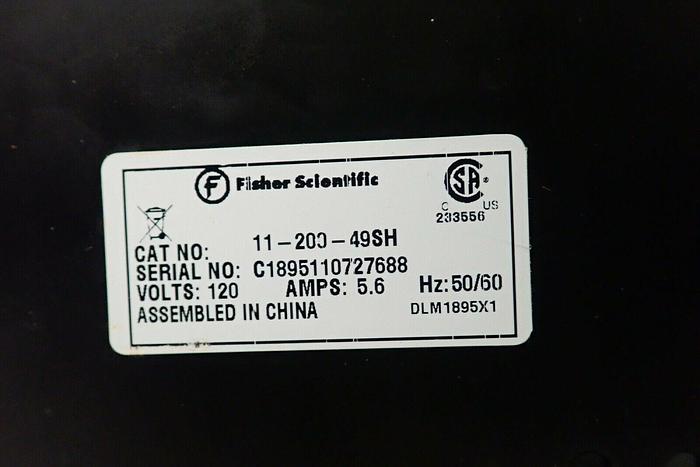 F Fisher Scientific
SA ®
C US
233556
CAT NO: 11-200-49SH
SERIAL NO: C1895110727688
VOLTS: 120 AMPS: 5.6 Hz: 50/60
ASSEMBLED IN CHINA DLM1895X1